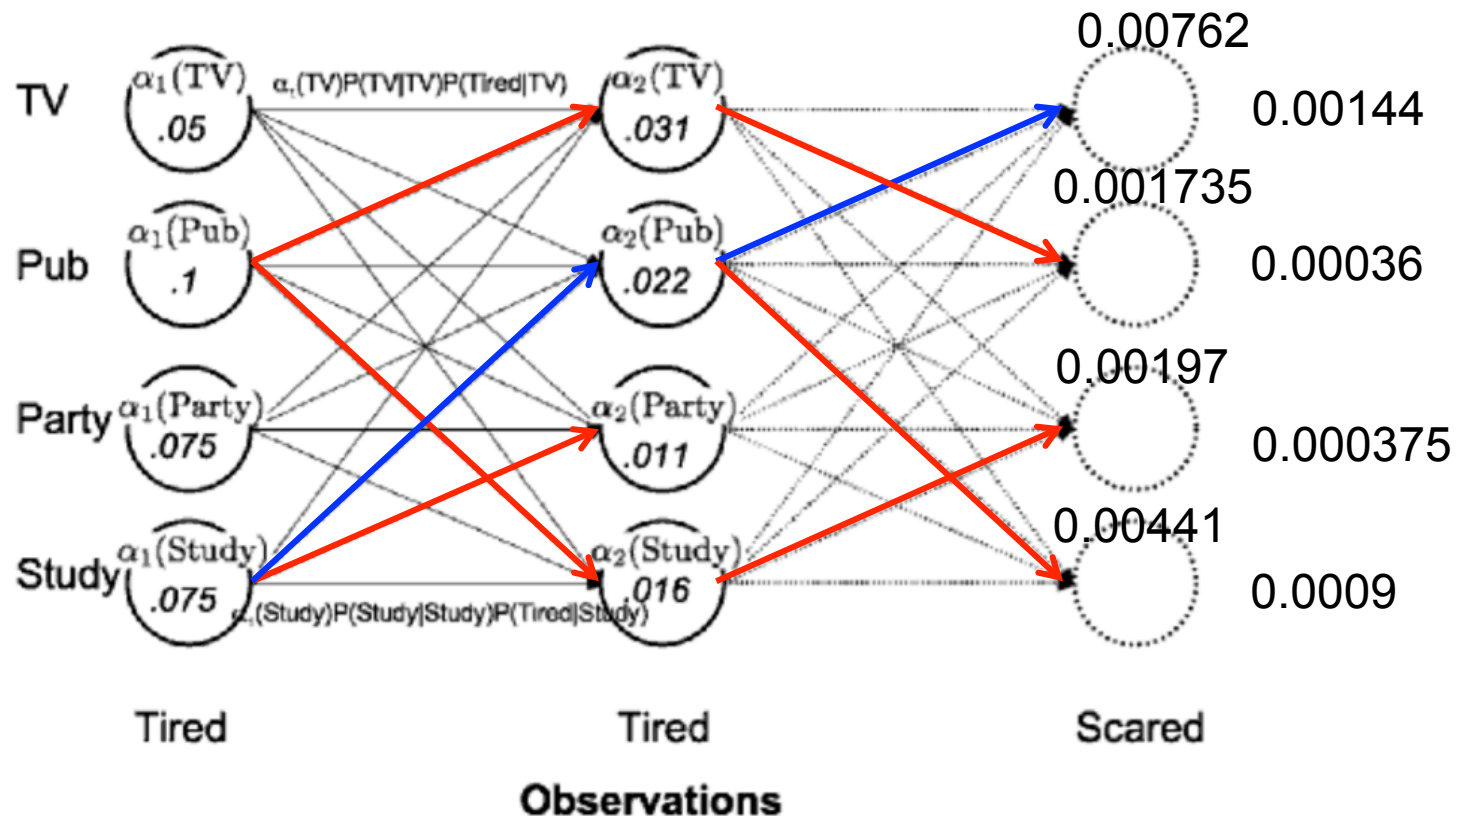 0.00762
TV
α₁(TV)
.05
α₁(TV)P(TV|TV)P(Tired|TV)
α₂(TV)
.031
0.00144
0.001735
Pub
α₁(Pub)
.1
α₂(Pub)
.022
0.00036
0.00197
Party
α₁(Party)
.075
α₂(Party)
.011
0.000375
0.00441
Study
α₁(Study)
.075
α₁(Study)P(Study|Study)P(Tired|Study)
α₂(Study)
.016
0.0009
Tired
Tired
Scared
Observations